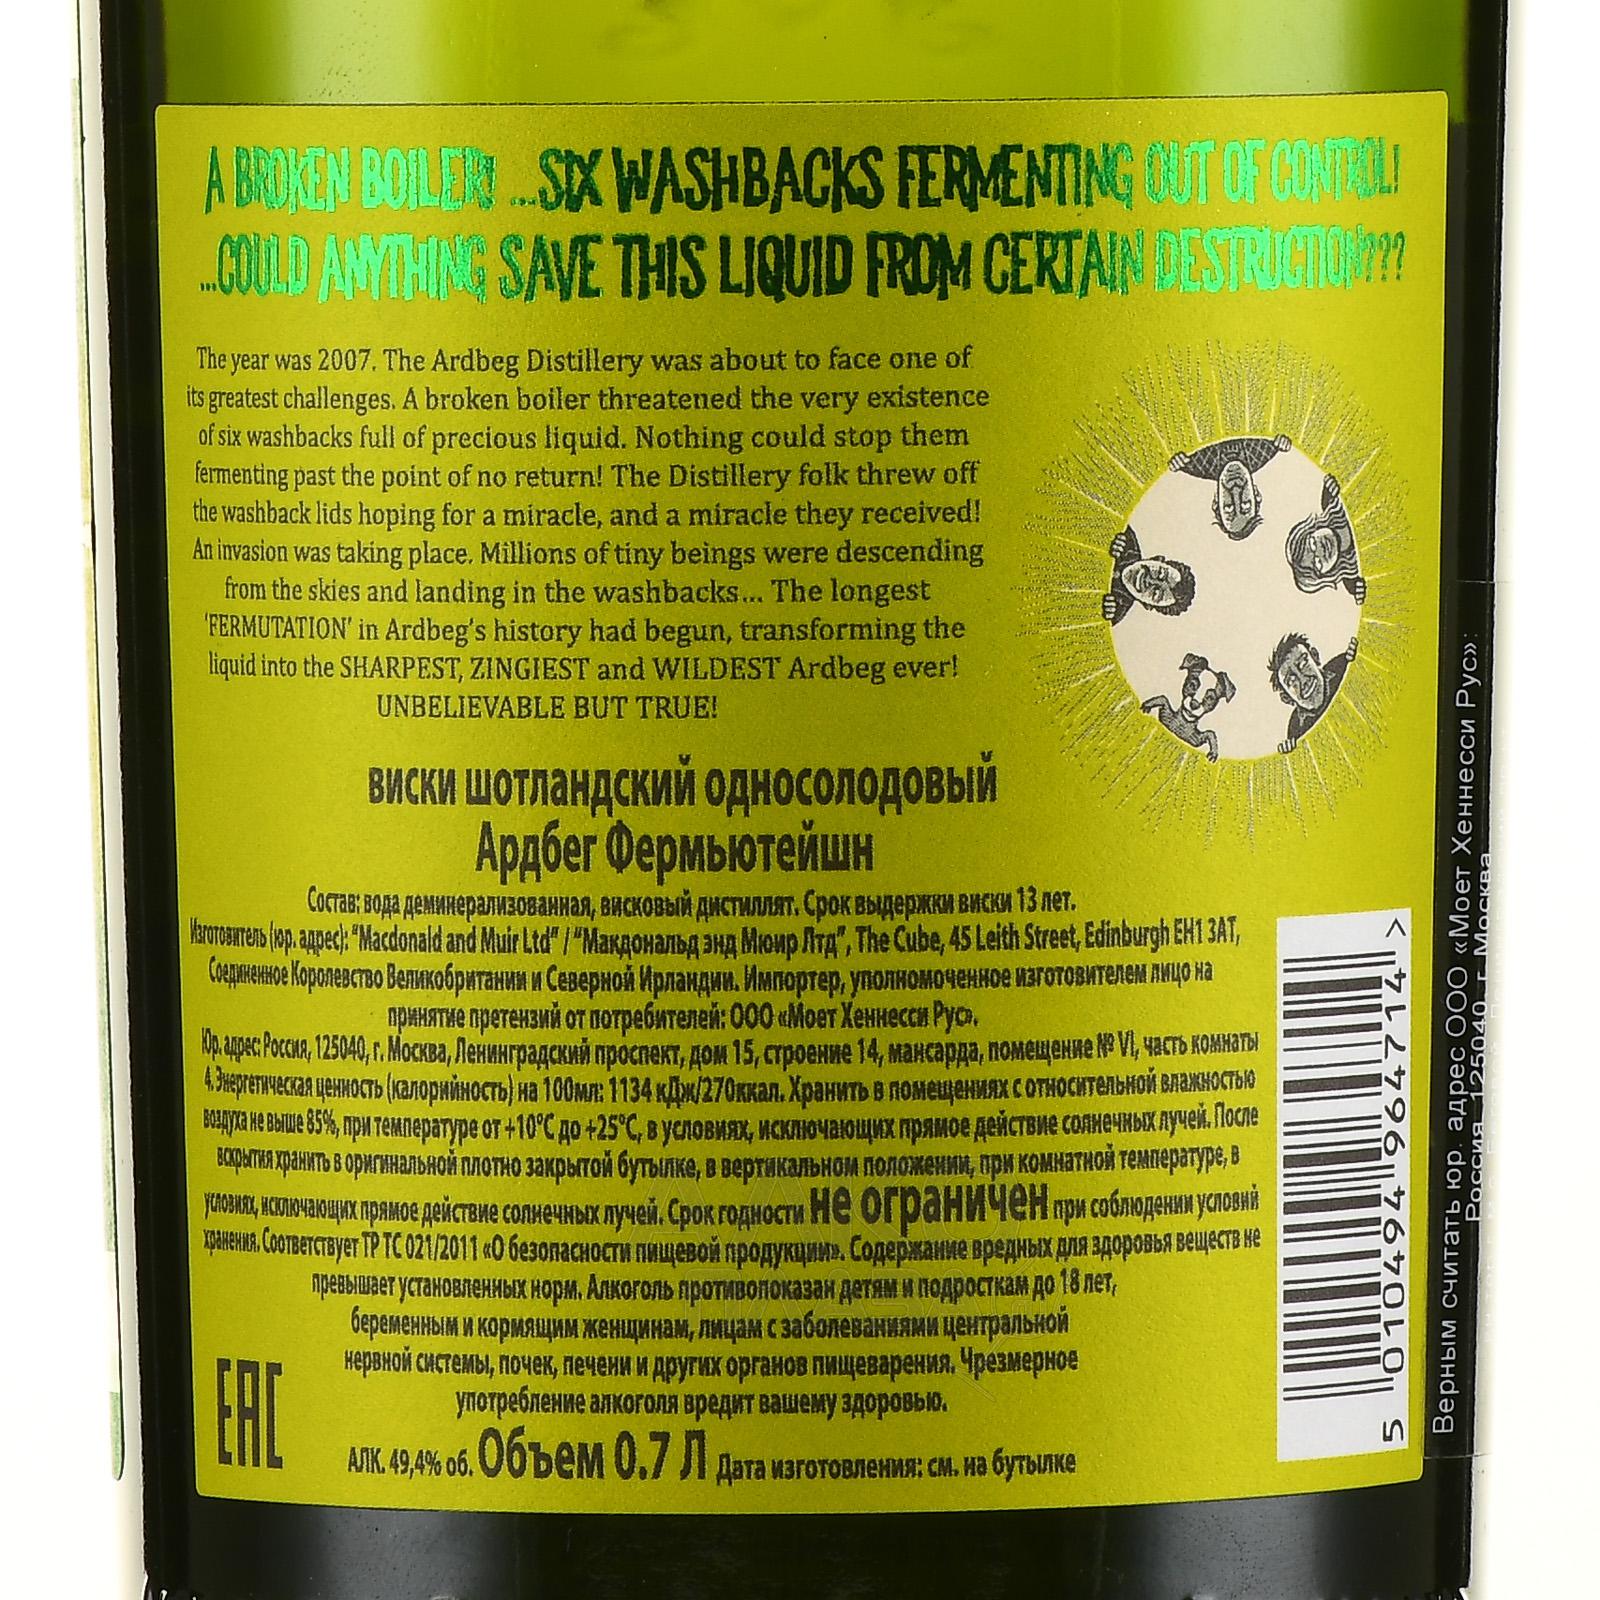 A BROKEN BOILER! ...SIX WASHBACKS FERMENTING OUT OF CONTROL!
...COULD ANYTHING SAVE THIS LIQUID FROM CERTAIN DESTRUCTION???
The year was 2007. The Ardbeg Distillery was about to face one of
its greatest challenges. A broken boiler threatened the very existence
of six washbacks full of precious liquid. Nothing could stop them
fermenting past the point of no return! The Distillery folk threw off
the washback lids hoping for a miracle, and a miracle they received!
An invasion was taking place. Millions of tiny beings were descending
from the skies and landing in the washbacks... The longest
'FERMUTATION' in Ardbeg's history had begun, transforming the
liquid into the SHARPEST, ZINGIEST and WILDEST Ardbeg ever!
UNBELIEVABLE BUT TRUE!
ВИСКИ ШОТЛАНДСКИЙ ОДНОСОЛОДОВЫЙ
Ардбег Фермьютейшн
Состав: вода деминерализованная, висковый дистиллят. Срок выдержки виски 13 лет.
Изготовитель (юр. адрес): "Macdonald and Muir Ltd" / "Макдональд энд Мюир Лтд", The Cube, 45 Leith Street, Edinburgh EH1 3AT,
Соединенное Королевство Великобритании и Северной Ирландии. Импортер, уполномоченное изготовителем лицо на
принятие претензий от потребителей: ООО «Моет Хеннесси Рус».
Юр. адрес: Россия, 125040, г. Москва, Ленинградский проспект, дом 15, строение 14, мансарда, помещение № VI, часть комнаты
4. Энергетическая ценность (калорийность) на 100мл: 1134 кДж/270ккал. Хранить в помещениях с относительной влажностью
воздуха не выше 85%, при температуре от +10°С до +25°С, в условиях, исключающих прямое действие солнечных лучей. После
вскрытия хранить в оригинальной плотно закрытой бутылке, в вертикальном положении, при комнатной температуре, в
условиях, исключающих прямое действие солнечных лучей. Срок годности не ограничен при соблюдении условий
хранения. Соответствует ТР ТС 021/2011 «О безопасности пищевой продукции». Содержание вредных для здоровья веществ не
превышает установленных норм. Алкоголь противопоказан детям и подросткам до 18 лет,
беременным и кормящим женщинам, лицам с заболеваниями центральной
нервной системы, почек, печени и других органов пищеварения. Чрезмерное
употребление алкоголя вредит вашему здоровью.
ЕАС
АЛК. 49,4% об. Объем 0.7 Л Дата изготовления: см. на бутылке
5 010494 964714 >
Верным считать юр. адрес ООО «Моет Хеннесси Рус»:
Россия, 125040, г. Москва